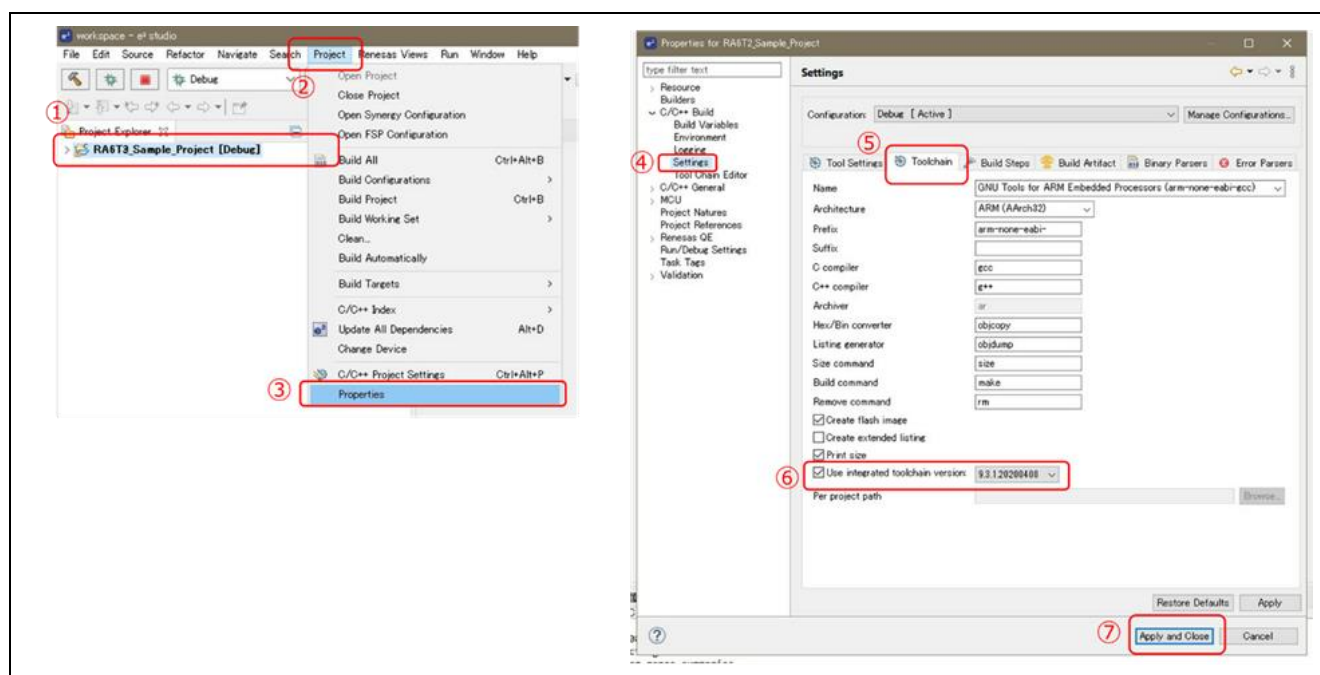 workspace - e² studio
File Edit Source Refactor Navigate Search Project Renesas Views Run Window Help
Debug
②
Open Project
Close Project
①
Open Synergy Configuration
Project Explorer
Open FSP Configuration
RA6T3_Sample_Project [Debug]
Build All Ctrl+Alt+B
Build Configurations
Build Project Ctrl+B
Build Working Set
Clean...
Build Automatically
Build Targets
C/C++ Index
Update All Dependencies Alt+D
Change Device
C/C++ Project Settings Ctrl+Alt+P
③
Properties
Properties for RA6T2_Sample_Project
type filter text
Settings
Resource
Builders
C/C++ Build
Build Variables
Environment
Logging
④
Settings
Tool Chain Editor
C/C++ General
MCU
Project Natures
Project References
Renesas QE
Run/Debug Settings
Task Tags
Validation
Configuration: Debug [ Active ] Manage Configurations...
⑤
Tool Settings Toolchain Build Steps Build Artifact Binary Parsers Error Parsers
Name GNU Tools for ARM Embedded Processors (arm-none-eabi-gcc)
Architecture ARM (AArch32)
Prefix arm-none-eabi-
Suffix
C compiler gcc
C++ compiler g++
Archiver ar
Hex/Bin converter objcopy
Listing generator objdump
Size command size
Build command make
Remove command rm
Create flash image
Create extended listing
Print size
⑥
Use integrated toolchain version: 9.3.1.20200408
Per project path Browse...
Restore Defaults Apply
⑦
Apply and Close Cancel